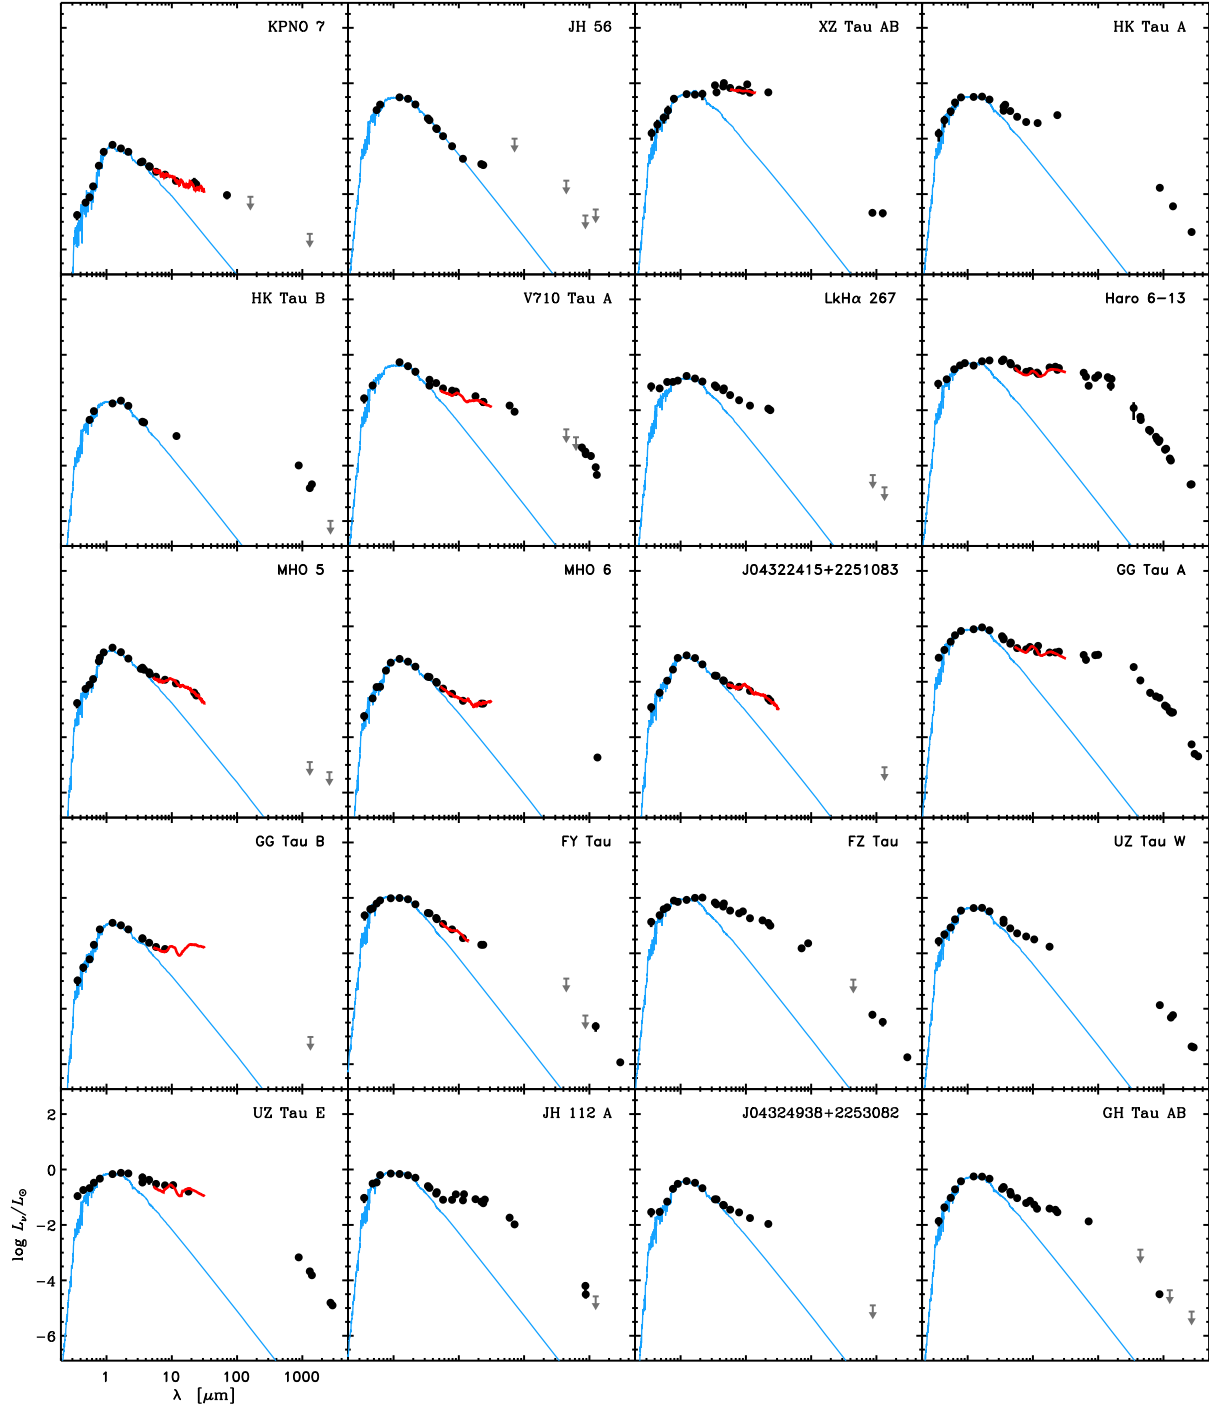 KPNO 7
JH 56
XZ Tau AB
HK Tau A
HK Tau B
V710 Tau A
LkHα 267
Haro 6−13
MHO 5
MHO 6
J04322415+2251083
GG Tau A
GG Tau B
FY Tau
FZ Tau
UZ Tau W
UZ Tau E
JH 112 A
J04324938+2253082
GH Tau AB
2
0
−2
−4
−6
log Lν/L⊙
1 10 100 1000
λ [μm]